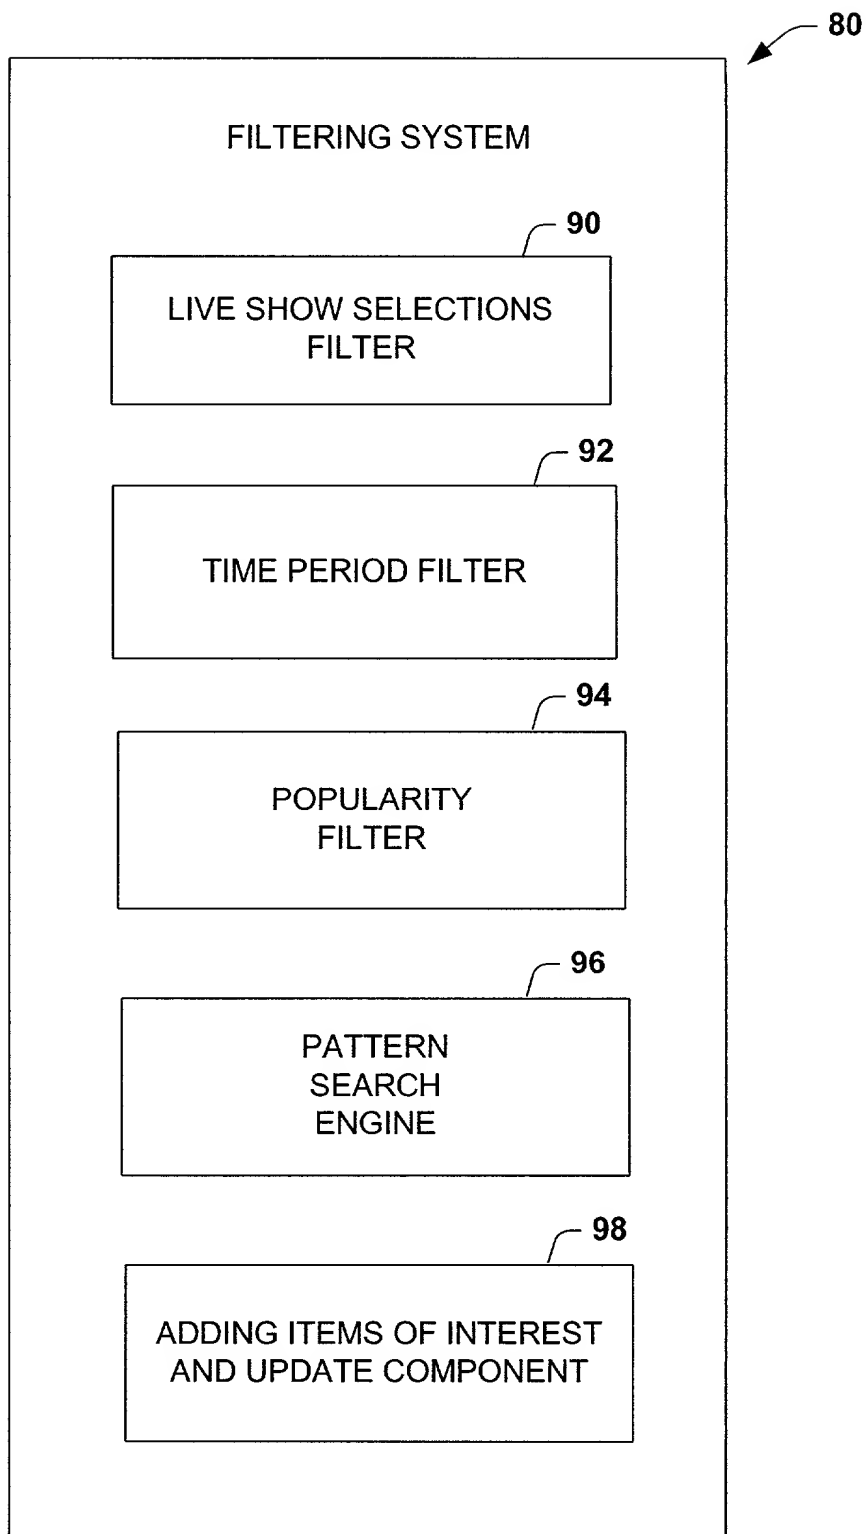 80
FILTERING SYSTEM
90
LIVE SHOW SELECTIONS
FILTER
92
TIME PERIOD FILTER
94
POPULARITY
FILTER
96
PATTERN
SEARCH
ENGINE
98
ADDING ITEMS OF INTEREST
AND UPDATE COMPONENT